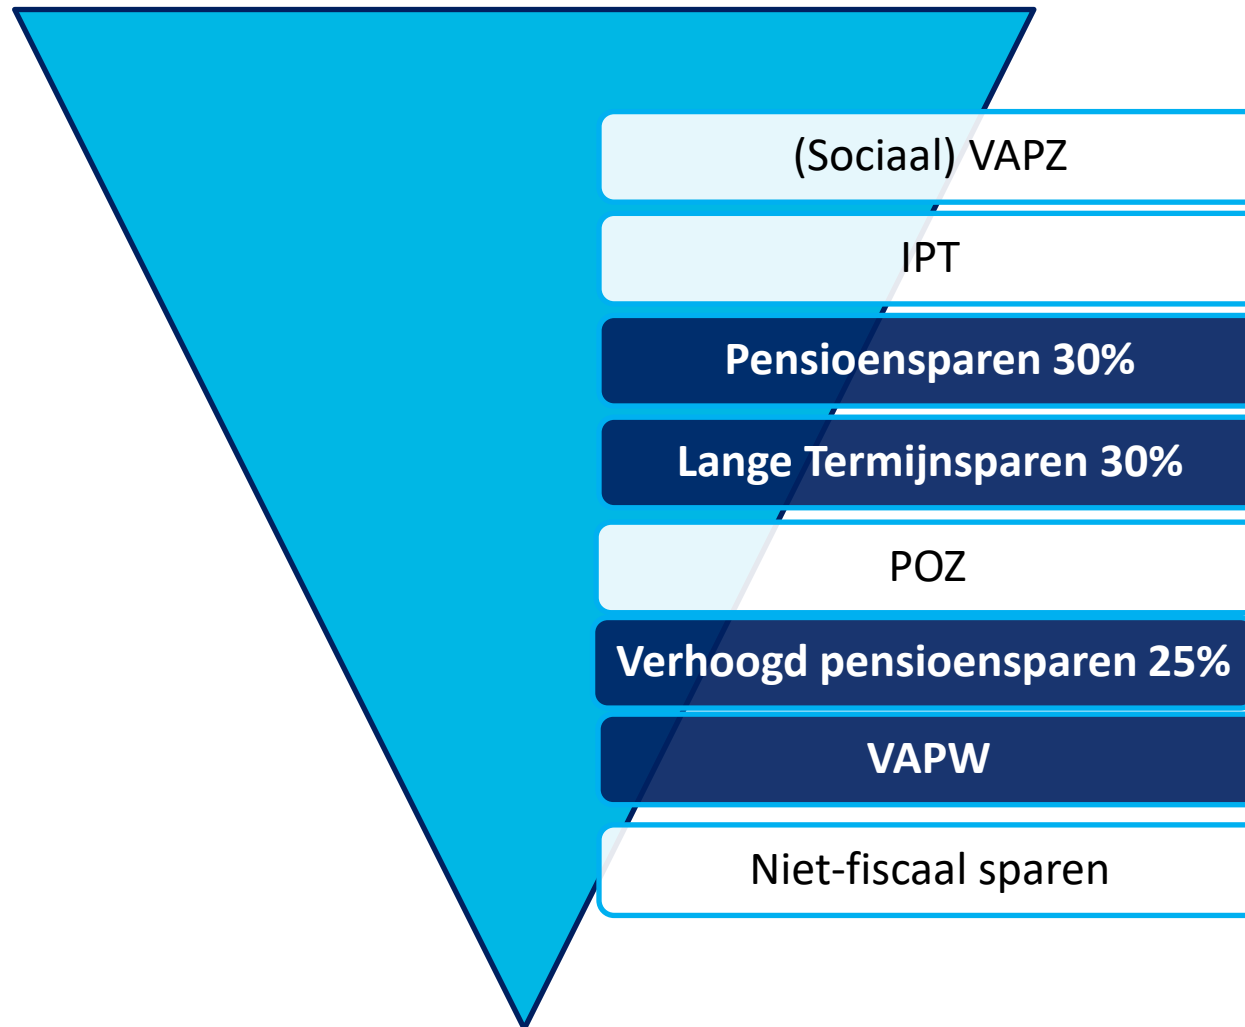 (Sociaal) VAPZ
IPT
Pensioensparen 30%
Lange Termijnsparen 30%
POZ
Verhoogd pensioensparen 25%
VAPW
Niet-fiscaal sparen